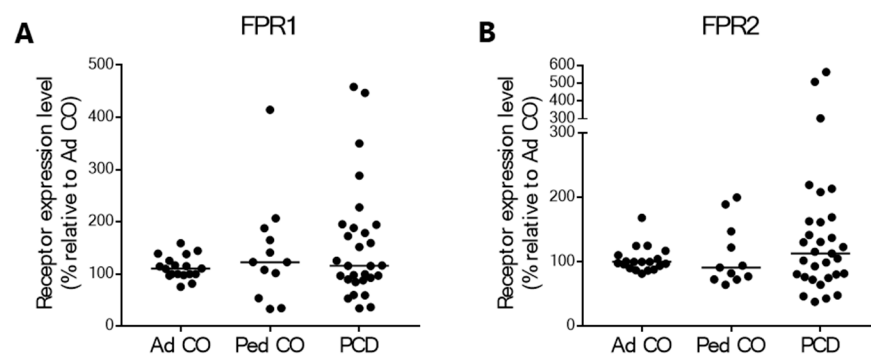 A
FPR1
Receptor expression level
(% relative to Ad CO)
500
400
300
200
100
0
Ad CO
Ped CO
PCD
B
FPR2
Receptor expression level
(% relative to Ad CO)
600
500
400
300
300
200
100
0
Ad CO
Ped CO
PCD